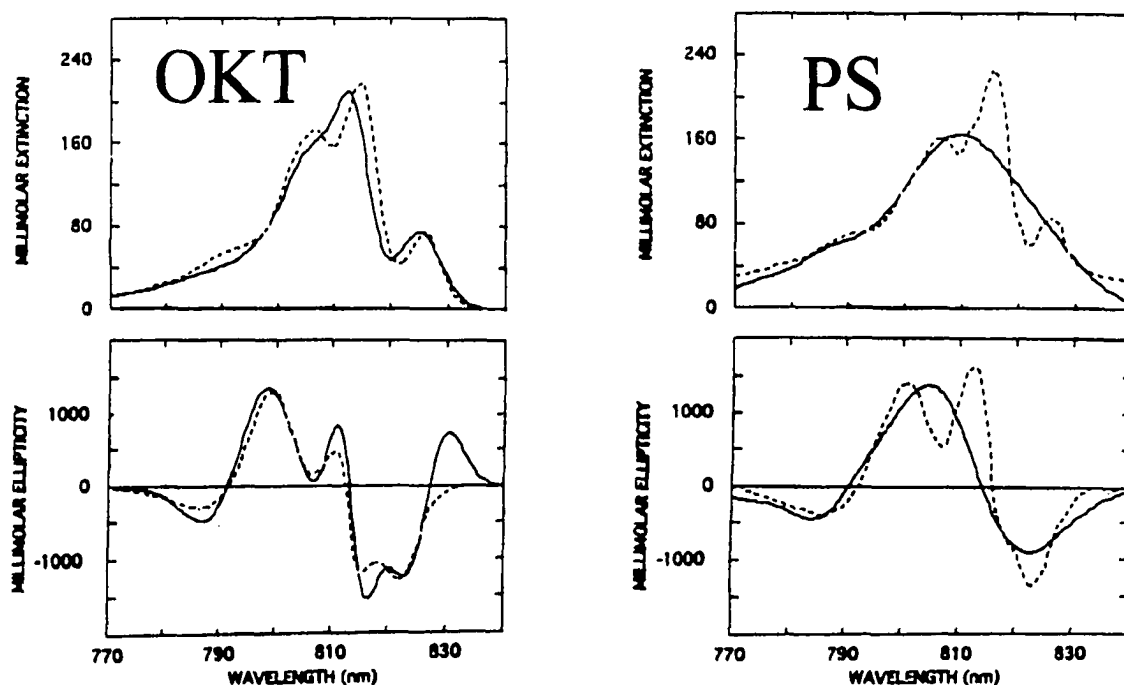 OKT
MILLIMOLAR EXTINCTION
240
160
80
0
MILLIMOLAR ELLIPTICITY
1000
0
-1000
770 790 810 830
WAVELENGTH (nm)
PS
MILLIMOLAR EXTINCTION
240
160
80
0
MILLIMOLAR ELLIPTICITY
1000
0
-1000
770 790 810 830
WAVELENGTH (nm)